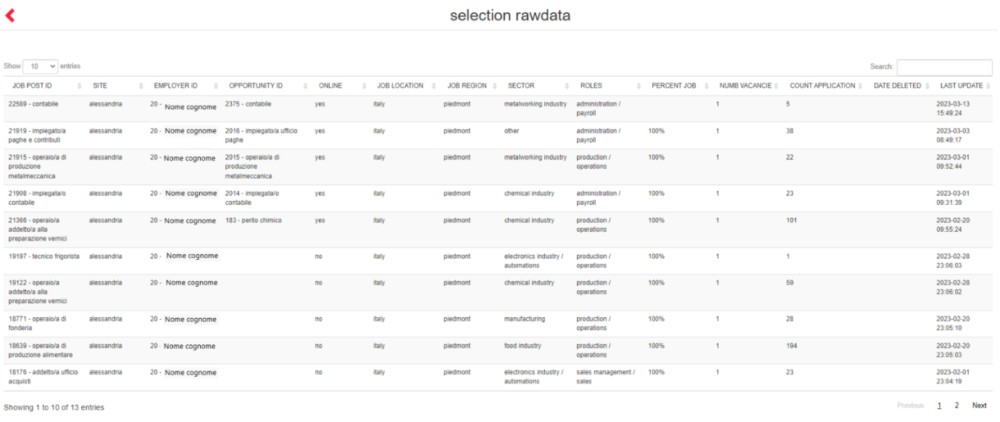 selection rawdata
Show 10 entries Search:
JOB POST ID SITE EMPLOYER ID OPPORTUNITY ID ONLINE JOB LOCATION JOB REGION SECTOR ROLES PERCENT JOB NUMB VACANCIE COUNT APPLICATION DATE DELETED LAST UPDATE
22589 - contabile alessandria 20 - Nome cognome 2375 - contabile yes italy piedmont metalworking industry administration / 1 5 2023-03-13
payroll 15:49:24
21919 - impiegato/a alessandria 20 - Nome cognome 2016 - impiegato/a ufficio yes italy piedmont other administration / 100% 1 38 2023-03-03
paghe e contributi paghe payroll 08:49:17
21915 - operaio/a di alessandria 20 - Nome cognome 2015 - operaio/a di yes italy piedmont metalworking industry production / 100% 1 22 2023-03-01
produzione produzione operations 09:52:44
metalmeccanica metalmeccanica
21908 - impiegata/o alessandria 20 - Nome cognome 2014 - impiegata/o yes italy piedmont chemical industry administration / 100% 1 23 2023-03-01
contabile contabile payroll 09:31:39
21366 - operaio/a alessandria 20 - Nome cognome 183 - perito chimico yes italy piedmont chemical industry production / 100% 1 101 2023-02-20
addetto/a alla operations 09:55:24
preparazione vernici
19197 - tecnico frigorista alessandria 20 - Nome cognome no italy piedmont electronics industry / production / 100% 1 1 2023-02-28
automations operations 23:06:03
19122 - operaio/a alessandria 20 - Nome cognome no italy piedmont chemical industry production / 100% 1 59 2023-02-28
addetto/a alla operations 23:06:02
preparazione vernici
18771 - operaio/a di alessandria 20 - Nome cognome no italy piedmont manufacturing production / 100% 1 28 2023-02-20
fonderia operations 23:05:10
18639 - operaio/a di alessandria 20 - Nome cognome no italy piedmont food industry production / 100% 1 194 2023-02-20
produzione alimentare operations 23:05:03
18176 - addetto/a ufficio alessandria 20 - Nome cognome no italy piedmont electronics industry / sales management / 100% 1 23 2023-02-01
acquisti automations sales 23:04:19
Showing 1 to 10 of 13 entries Previous 1 2 Next